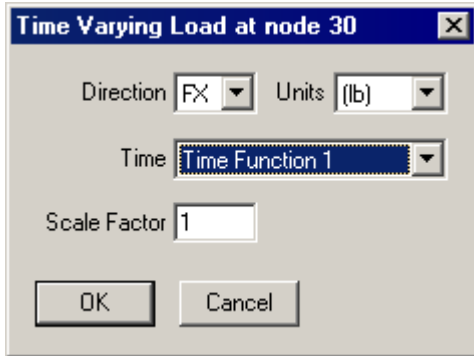 Time Varying Load at node 30
Direction FX Units (lb)
Time Time Function 1
Scale Factor 1
OK Cancel